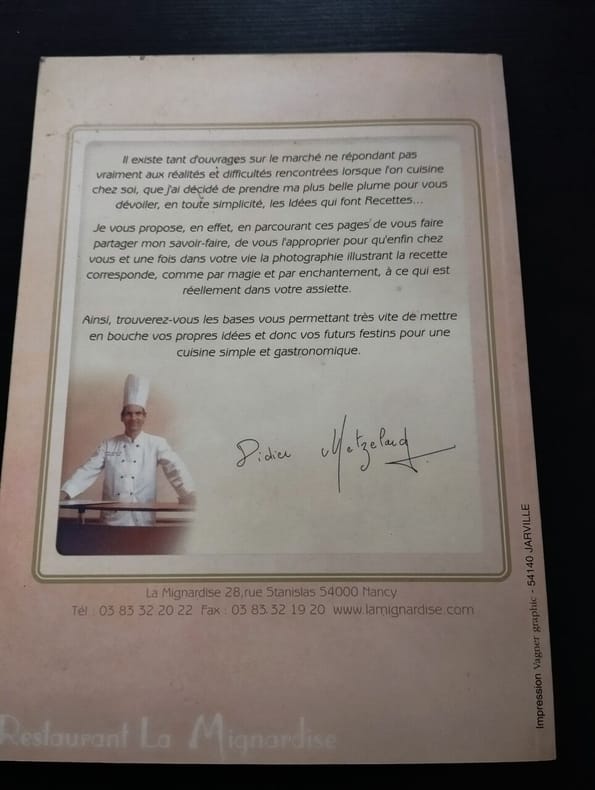 Il existe tant d'ouvrages sur le marché ne répondant pas
vraiment aux réalités et difficultés rencontrées lorsque l'on cuisine
chez soi, que j'ai décidé de prendre ma plus belle plume pour vous
dévoiler, en toute simplicité, les Idées qui font Recettes...
Je vous propose, en effet, en parcourant ces pages de vous faire
partager mon savoir-faire, de vous l'approprier pour qu'enfin chez
vous et une fois dans votre vie la photographie illustrant la recette
corresponde, comme par magie et par enchantement, à ce qui est
réellement dans votre assiette.
Ainsi, trouverez-vous les bases vous permettant très vite de mettre
en bouche vos propres idées et donc vos futurs festins pour une
cuisine simple et gastronomique.
Didier Metzelard
La Mignardise 28,rue Stanislas 54000 Nancy
Tél : 03 83 32 20 22 Fax : 03 83 32 19 20 www.lamignardise.com
Restaurant La Mignardise
Impression Vagner graphic - 54140 JARVILLE